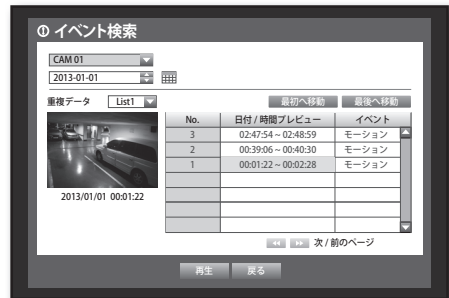 ① イベント検索
CAM 01
2013-01-01
重複データ List1 最初へ移動 最後へ移動
No. 日付 / 時間プレビュー イベント
3 02:47:54 ~ 02:48:59 モーション
2 00:39:06 ~ 00:40:30 モーション
1 00:01:22 ~ 00:02:28 モーション
2013/01/01 00:01:22
次 / 前のページ
再生 戻る